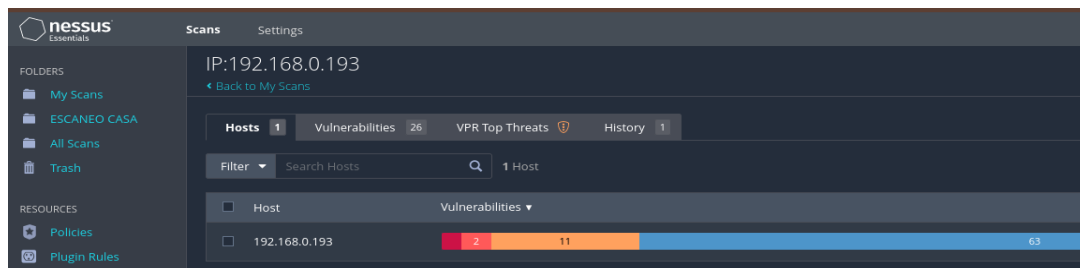 nessus
Essentials
Scans
Settings
FOLDERS
My Scans
ESCANEO CASA
All Scans
Trash
RESOURCES
Policies
Plugin Rules
IP:192.168.0.193
Back to My Scans
Hosts 1
Vulnerabilities 26
VPR Top Threats
History 1
Filter
Search Hosts
1 Host
Host
Vulnerabilities
192.168.0.193
2
11
63